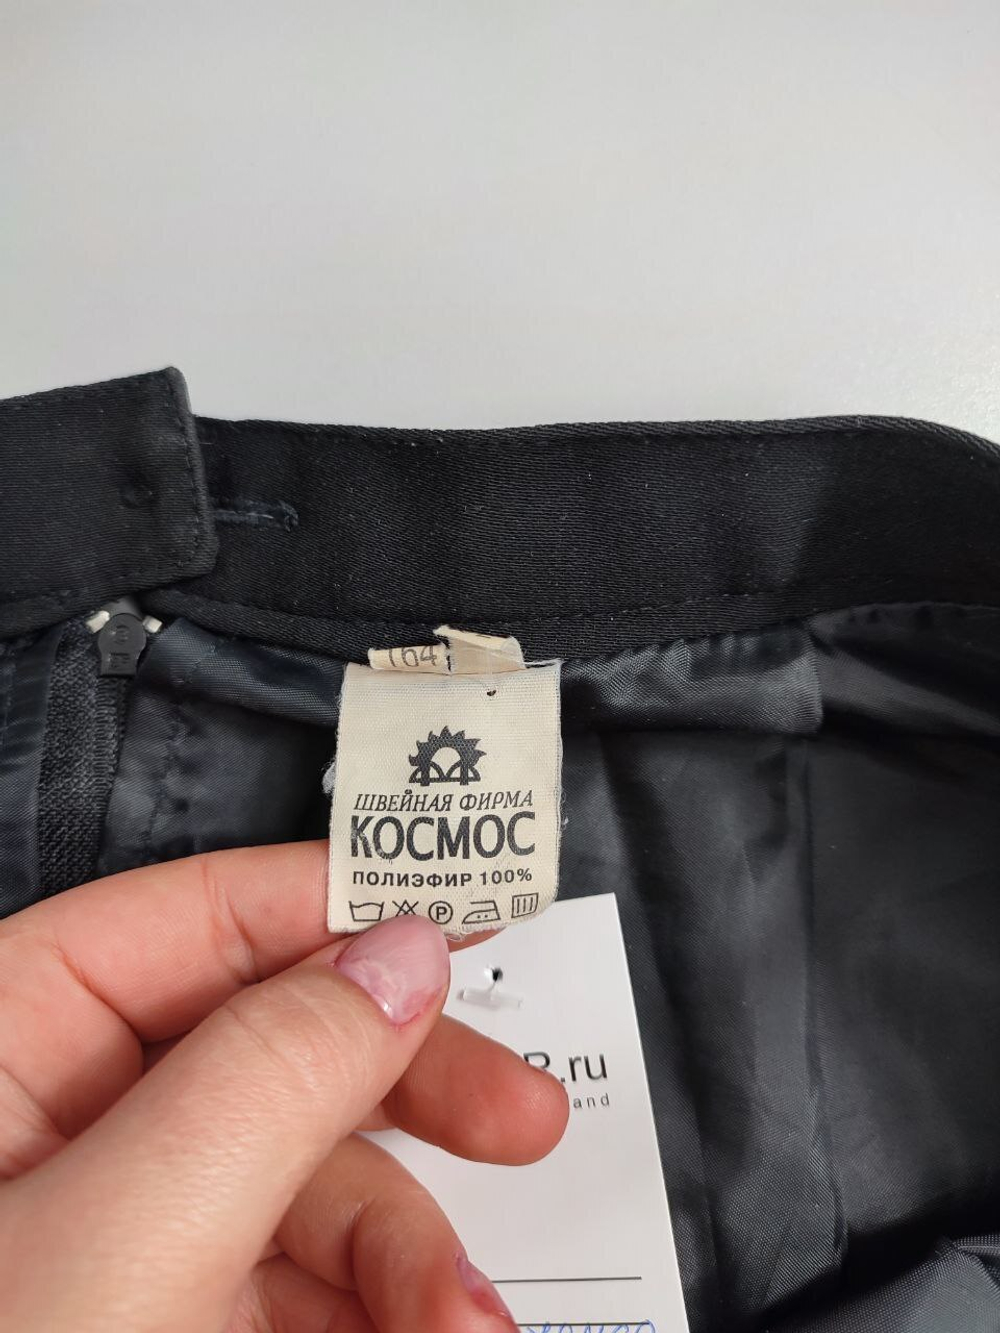 164
ШВЕЙНАЯ ФИРМА
КОСМОС
ПОЛИЭФИР 100%
P
R.ru
and